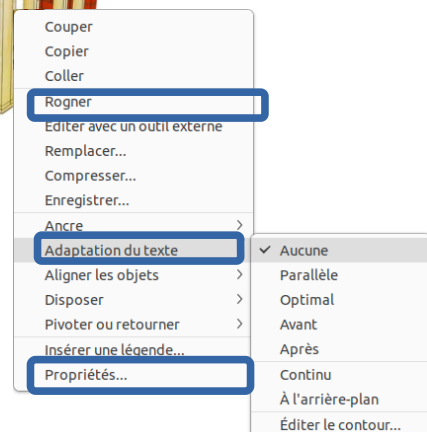 Couper
Copier
Coller
Rogner
Éditer avec un outil externe
Remplacer...
Compresser...
Enregistrer...
Ancre
Adaptation du texte
Aligner les objets
Disposer
Pivoter ou retourner
Insérer une légende...
Propriétés...
Aucune
Parallèle
Optimal
Avant
Après
Continu
À l'arrière-plan
Éditer le contour...